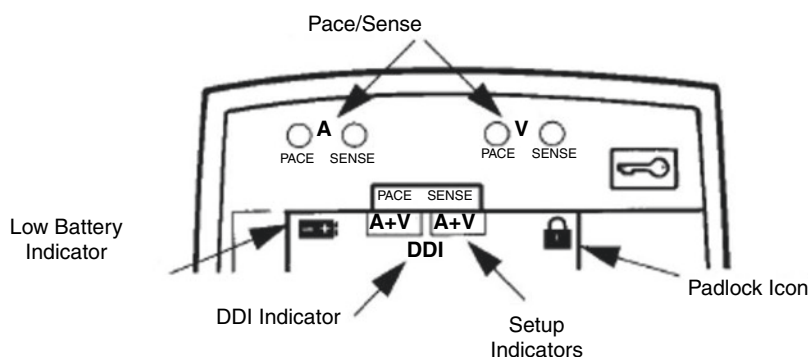 Pace/Sense
A V
PACE SENSE PACE SENSE
PACE SENSE
A+V A+V
DDI
Low Battery
Indicator
Padlock Icon
DDI Indicator
Setup
Indicators